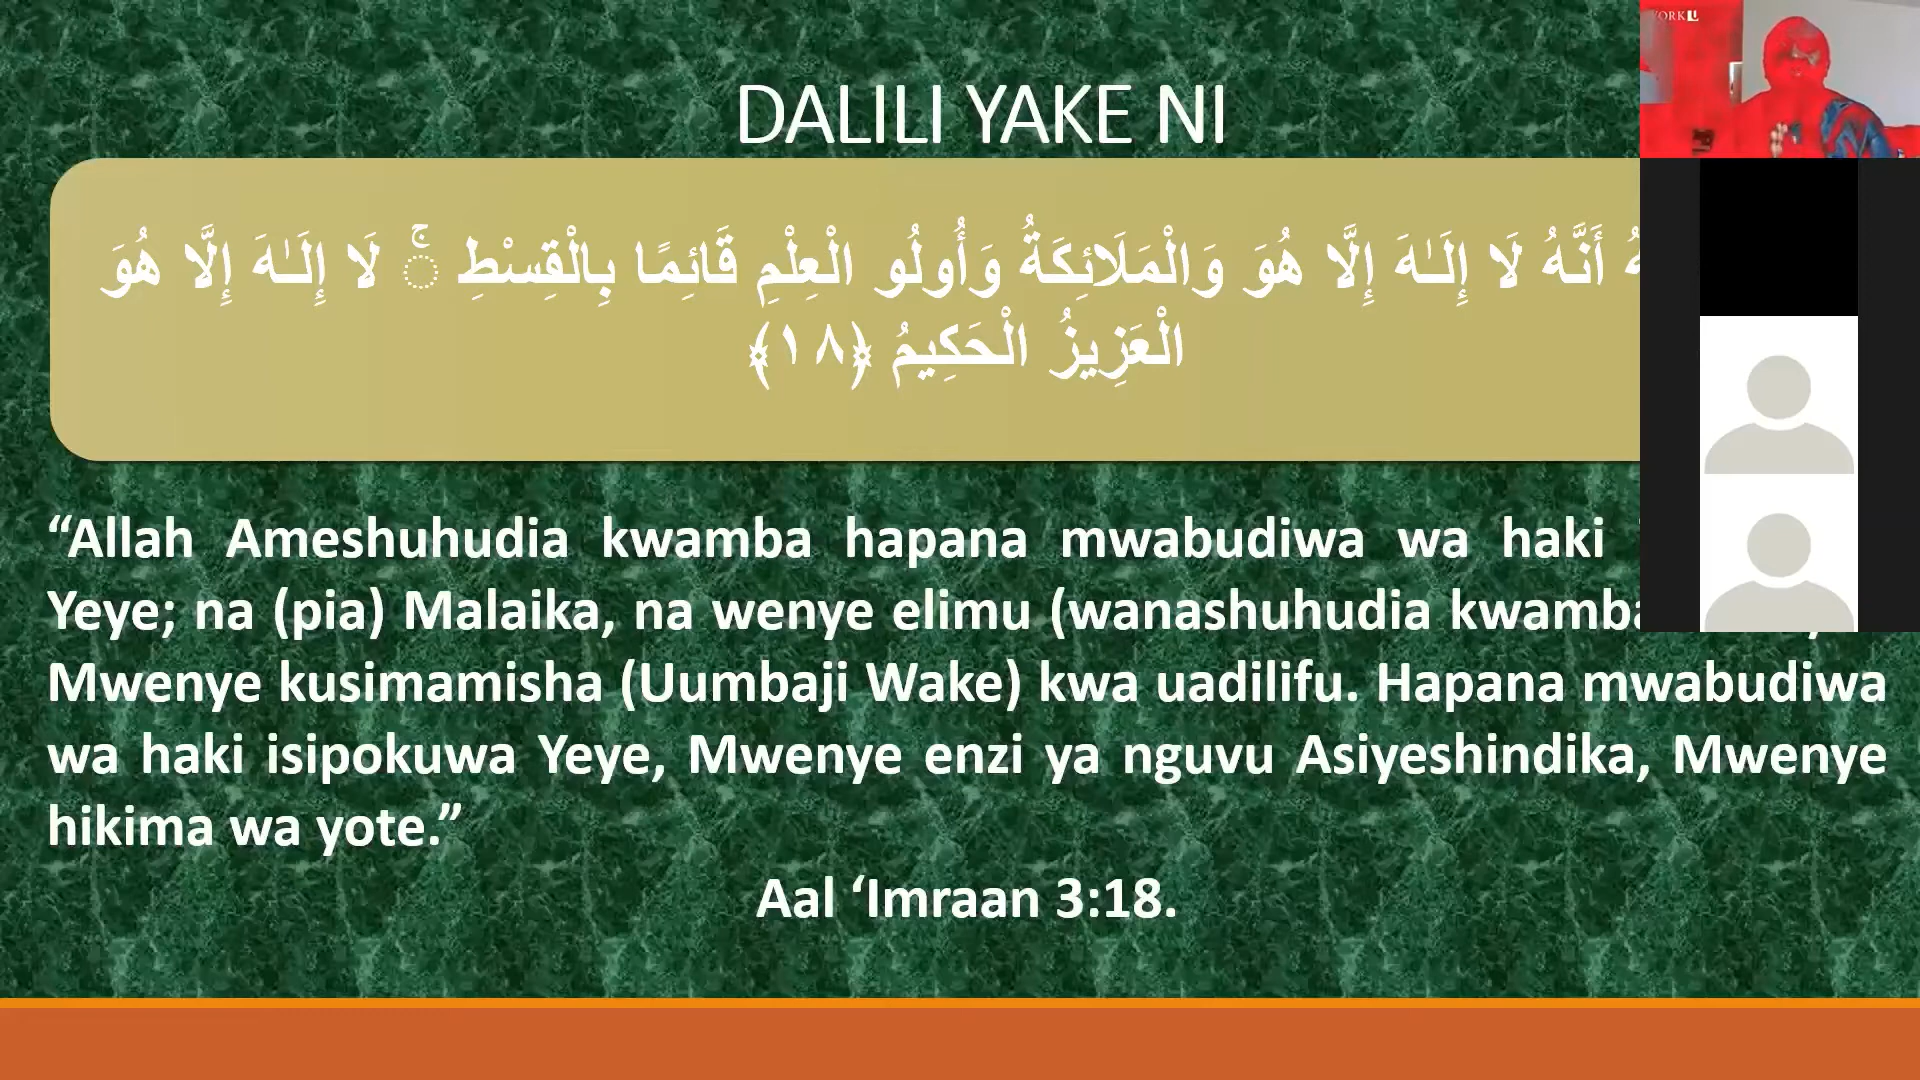 DALILI YAKE NI
أَنَّهُ لَا إِلَـٰهَ إِلَّا هُوَ وَالْمَلَائِكَةُ وَأُولُو الْعِلْمِ قَائِمًا بِالْقِسْطِ ۚ لَا إِلَـٰهَ إِلَّا هُوَ
الْعَزِيزُ الْحَكِيمُ ﴿١٨﴾
“Allah Ameshuhudia kwamba hapana mwabudiwa wa haki
Yeye; na (pia) Malaika, na wenye elimu (wanashuhudia kwamba
Mwenye kusimamisha (Uumbaji Wake) kwa uadilifu. Hapana mwabudiwa
wa haki isipokuwa Yeye, Mwenye enzi ya nguvu Asiyeshindika, Mwenye
hikima wa yote.”
Aal ‘Imraan 3:18.